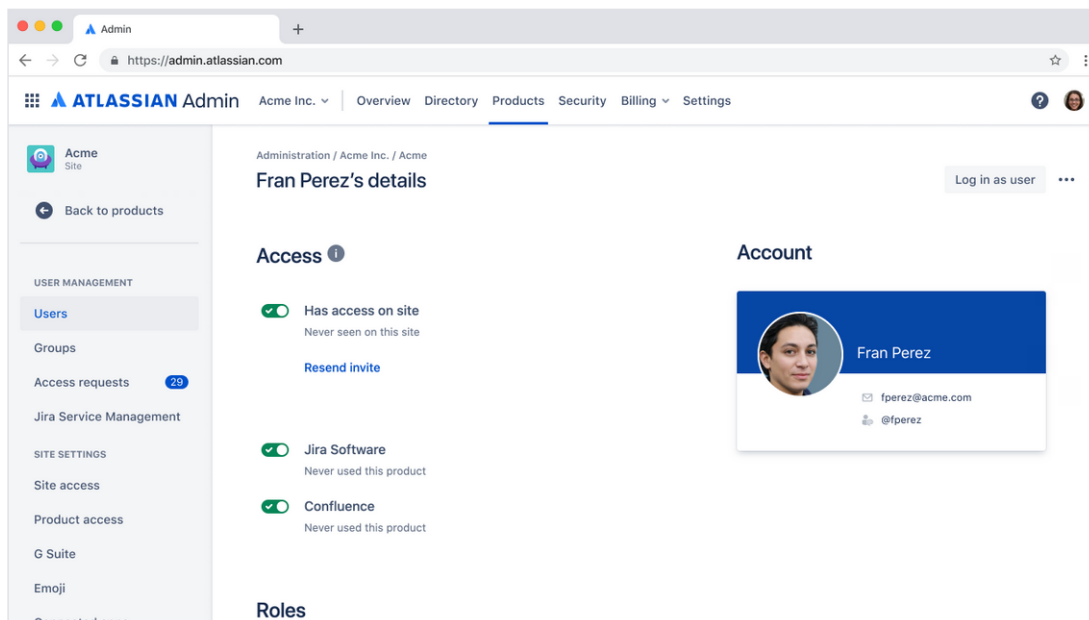 Admin
https://admin.atlassian.com
ATLASSIAN Admin Acme Inc. Overview Directory Products Security Billing Settings
Acme
Site
Back to products
USER MANAGEMENT
Users
Groups
Access requests 29
Jira Service Management
SITE SETTINGS
Site access
Product access
G Suite
Emoji
Administration / Acme Inc. / Acme
Fran Perez’s details
Log in as user
Access
Has access on site
Never seen on this site
Resend invite
Jira Software
Never used this product
Confluence
Never used this product
Roles
Account
Fran Perez
fperez@acme.com
@fperez